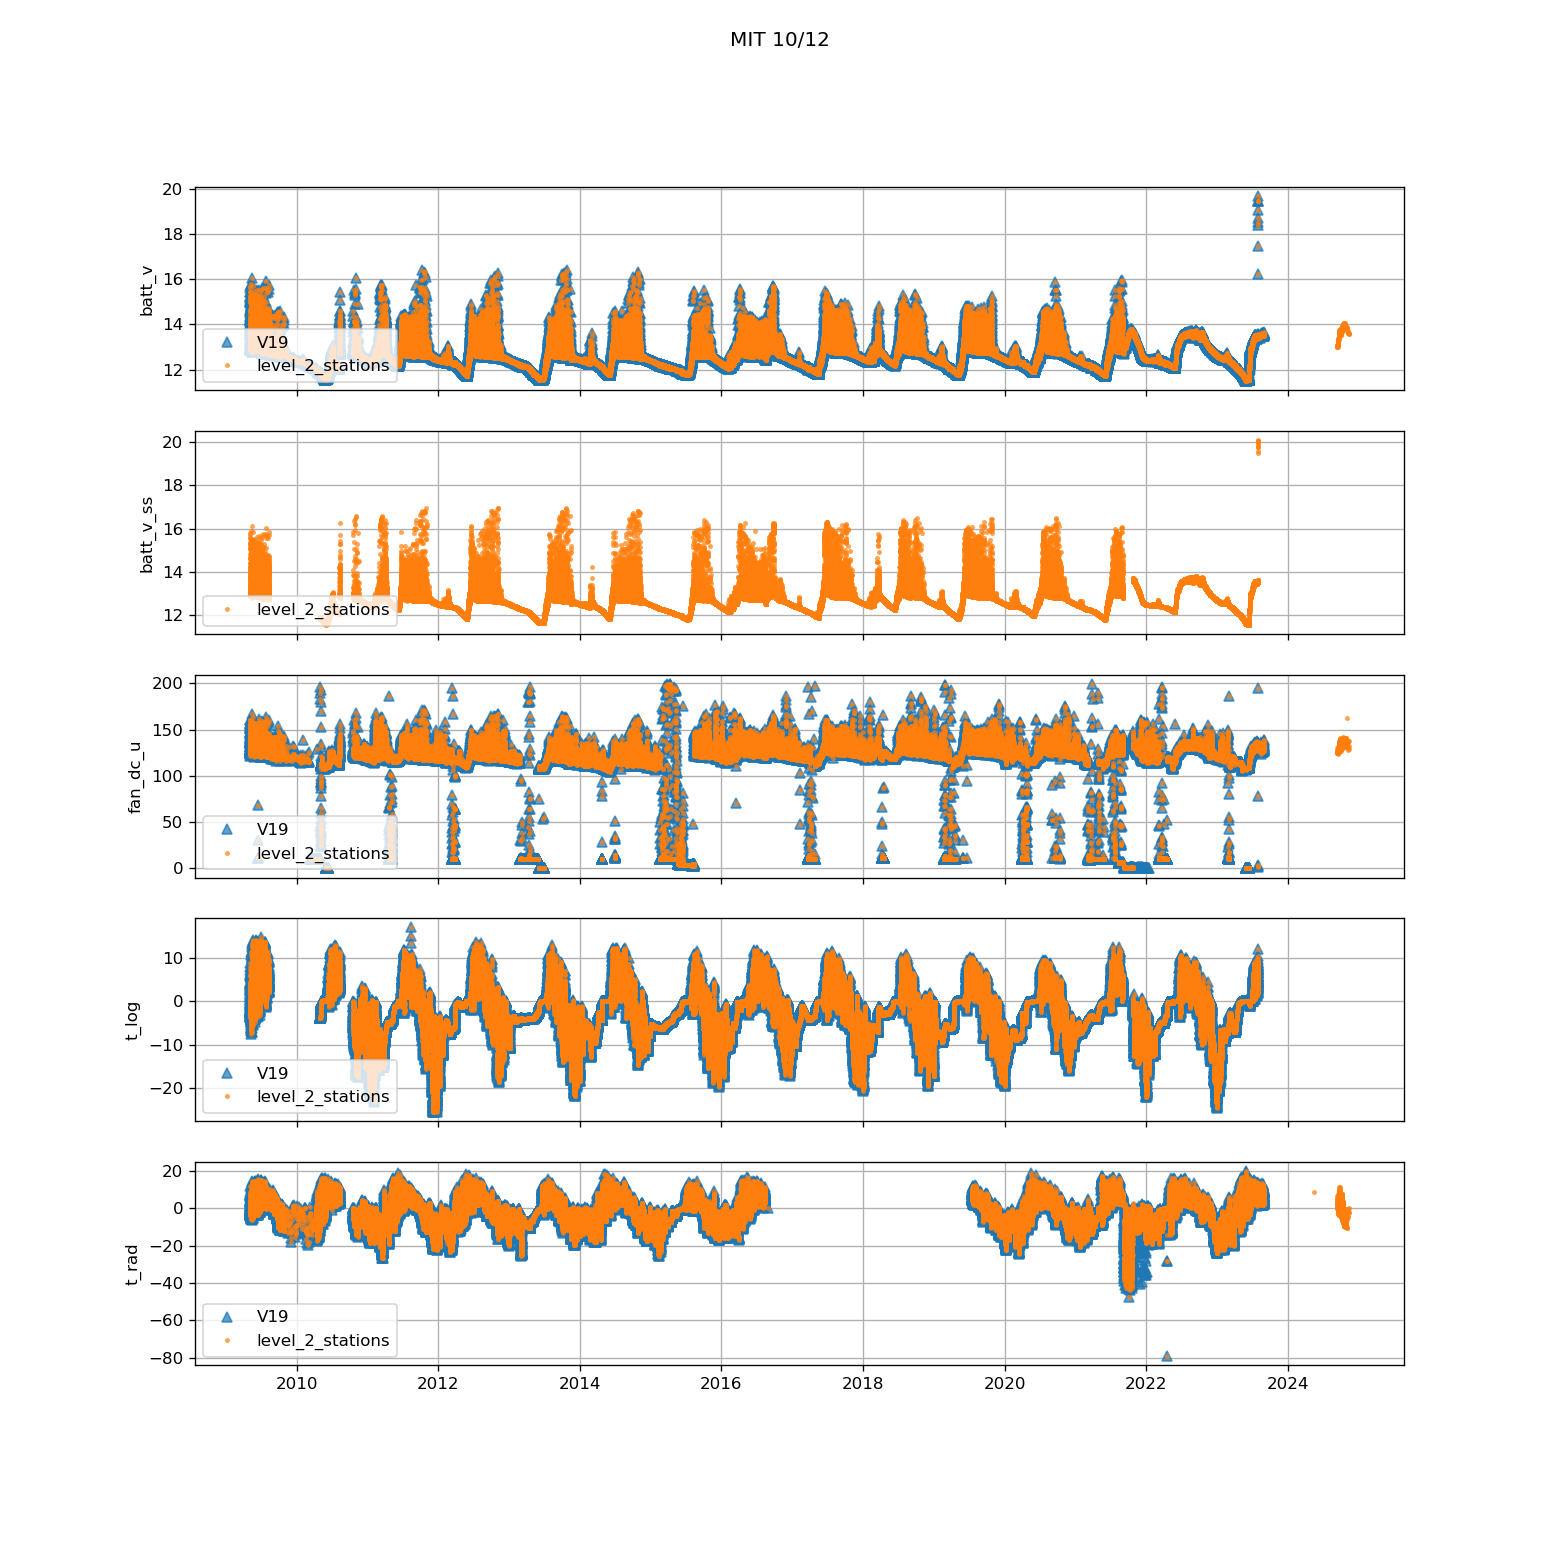 MIT 10/12
batt_v
20
18
16
14
12
V19
level_2_stations
batt_v_ss
20
18
16
14
12
level_2_stations
fan_dc_u
200
150
100
50
0
V19
level_2_stations
t_log
10
0
−10
−20
V19
level_2_stations
t_rad
20
0
−20
−40
−60
−80
V19
level_2_stations
2010 2012 2014 2016 2018 2020 2022 2024